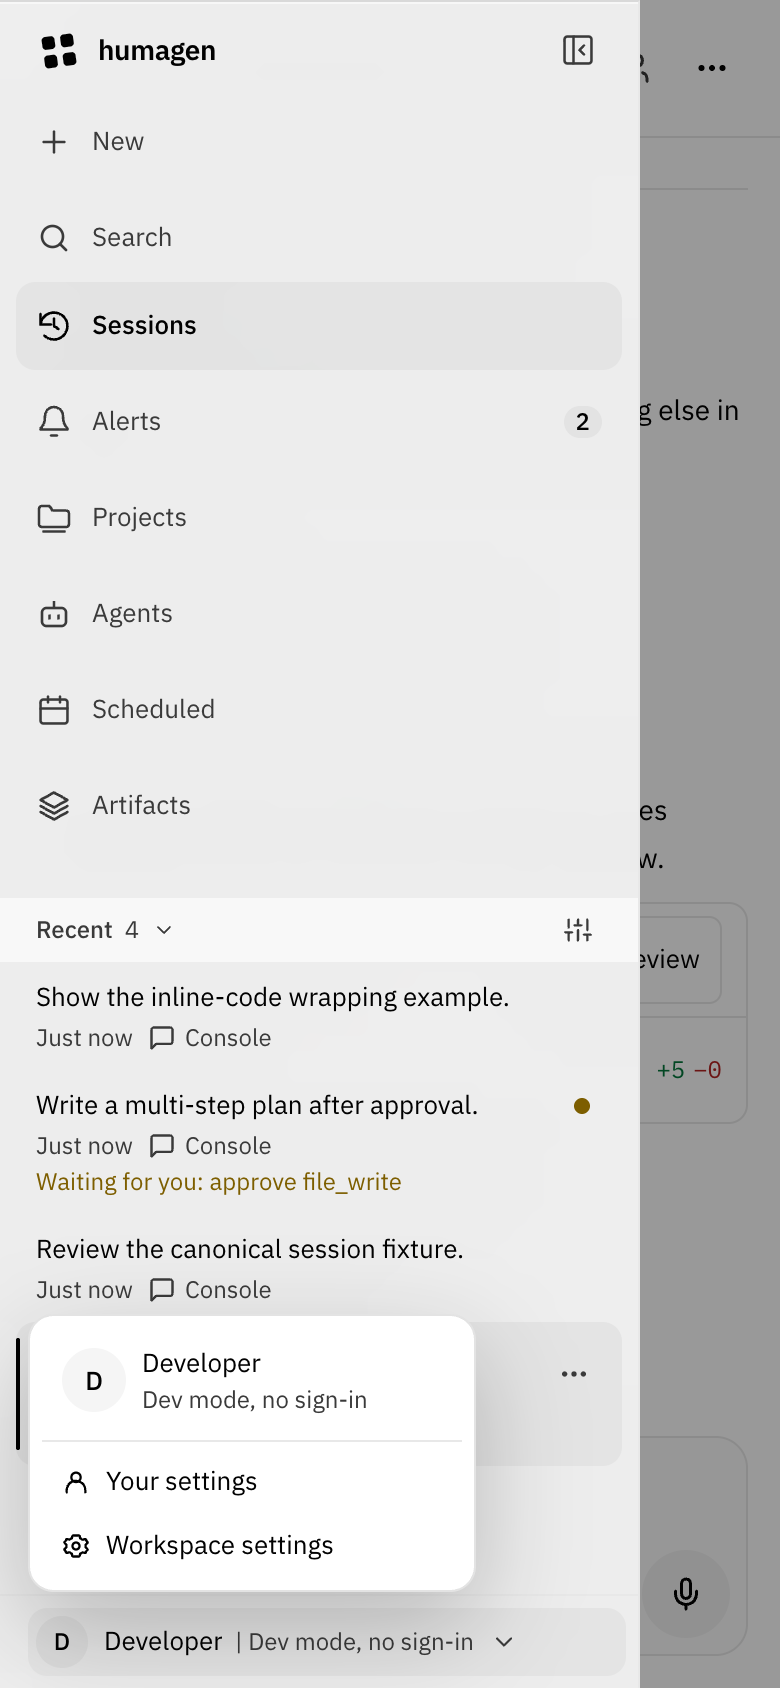 humagen
New
Search
Sessions
Alerts 2
Projects
Agents
Scheduled
Artifacts
Recent 4
Show the inline-code wrapping example.
Just now Console
Write a multi-step plan after approval.
Just now Console
Waiting for you: approve file_write
Review the canonical session fixture.
Just now Console
D Developer
Dev mode, no sign-in
Your settings
Workspace settings
D Developer | Dev mode, no sign-in
g else in
es
w.
eview
+5 −0